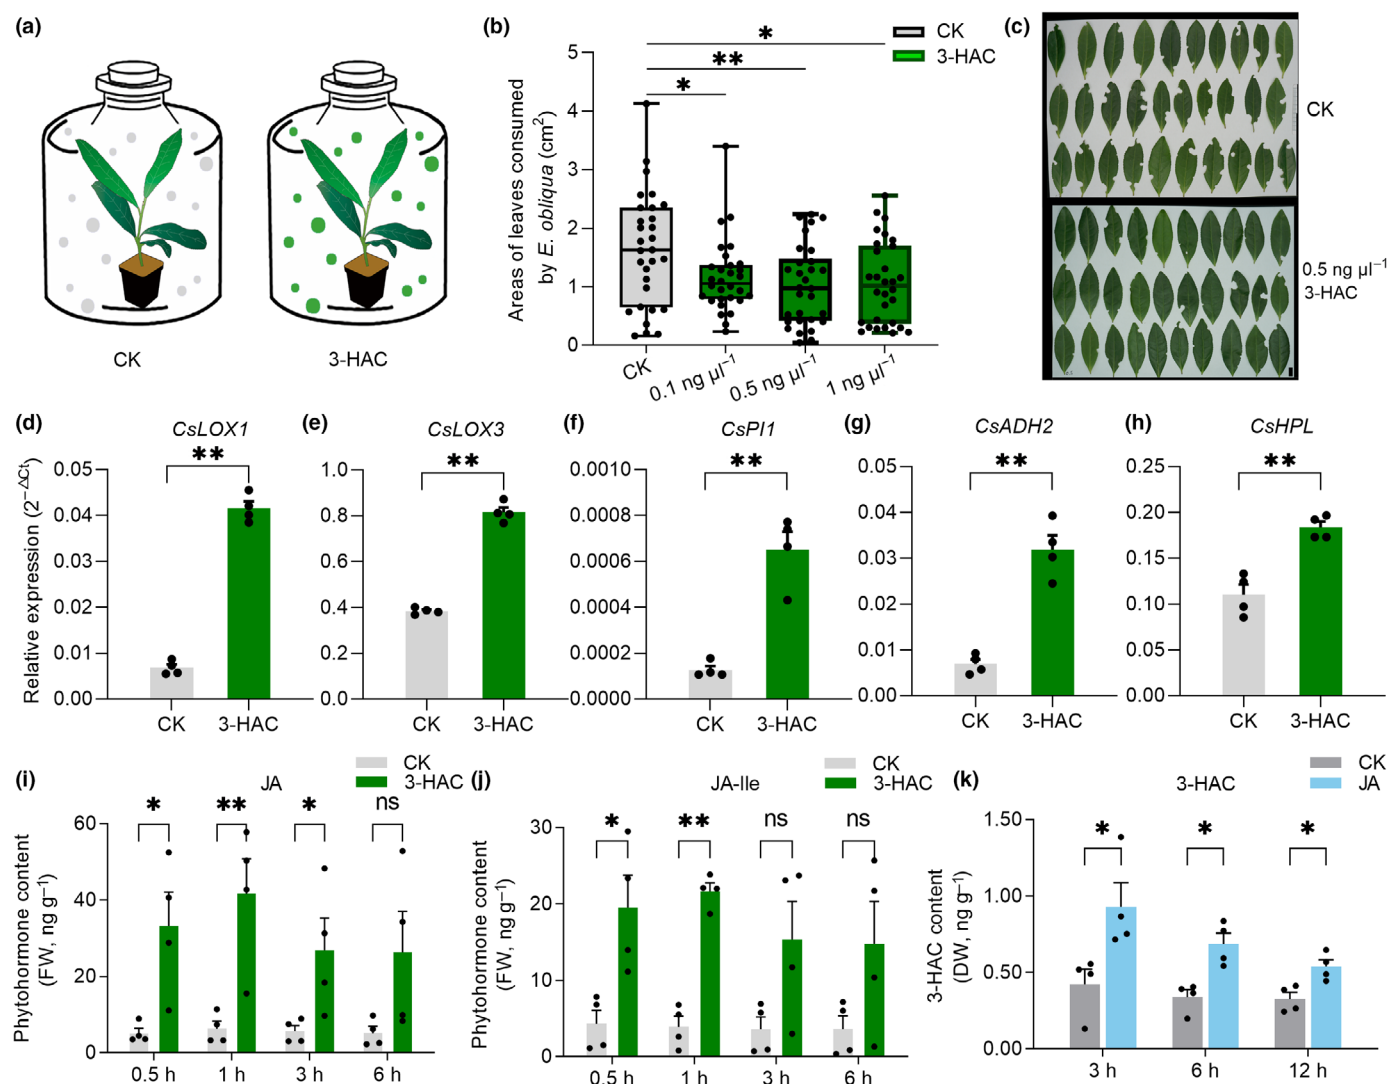 (a)
CK
3-HAC
(b)
CK
3-HAC
Areas of leaves consumed
by E. obliqua (cm²)
5
4
3
2
1
0
*
**
*
CK
0.1 ng µl⁻¹
0.5 ng µl⁻¹
1 ng µl⁻¹
(c)
CK
0.5 ng µl⁻¹
3-HAC
(d)
CsLOX1
Relative expression (2⁻ΔCt)
**
0.05
0.04
0.03
0.02
0.01
0.00
CK 3-HAC
(e)
CsLOX3
**
1.0
0.8
0.6
0.4
0.2
0.0
CK 3-HAC
(f)
CsPI1
**
0.0010
0.0008
0.0006
0.0004
0.0002
0.0000
CK 3-HAC
(g)
CsADH2
**
0.05
0.04
0.03
0.02
0.01
0.00
CK 3-HAC
(h)
CsHPL
**
0.25
0.20
0.15
0.10
0.05
0.00
CK 3-HAC
(i)
JA
CK
3-HAC
Phytohormone content
(FW, ng g⁻¹)
60
40
20
0
* ** * ns
0.5 h 1 h 3 h 6 h
(j)
JA-Ile
CK
3-HAC
Phytohormone content
(FW, ng g⁻¹)
30
20
10
0
* ** ns ns
0.5 h 1 h 3 h 6 h
(k)
3-HAC
CK
JA
3-HAC content
(DW, ng g⁻¹)
1.50
1.00
0.50
0.00
* * *
3 h 6 h 12 h